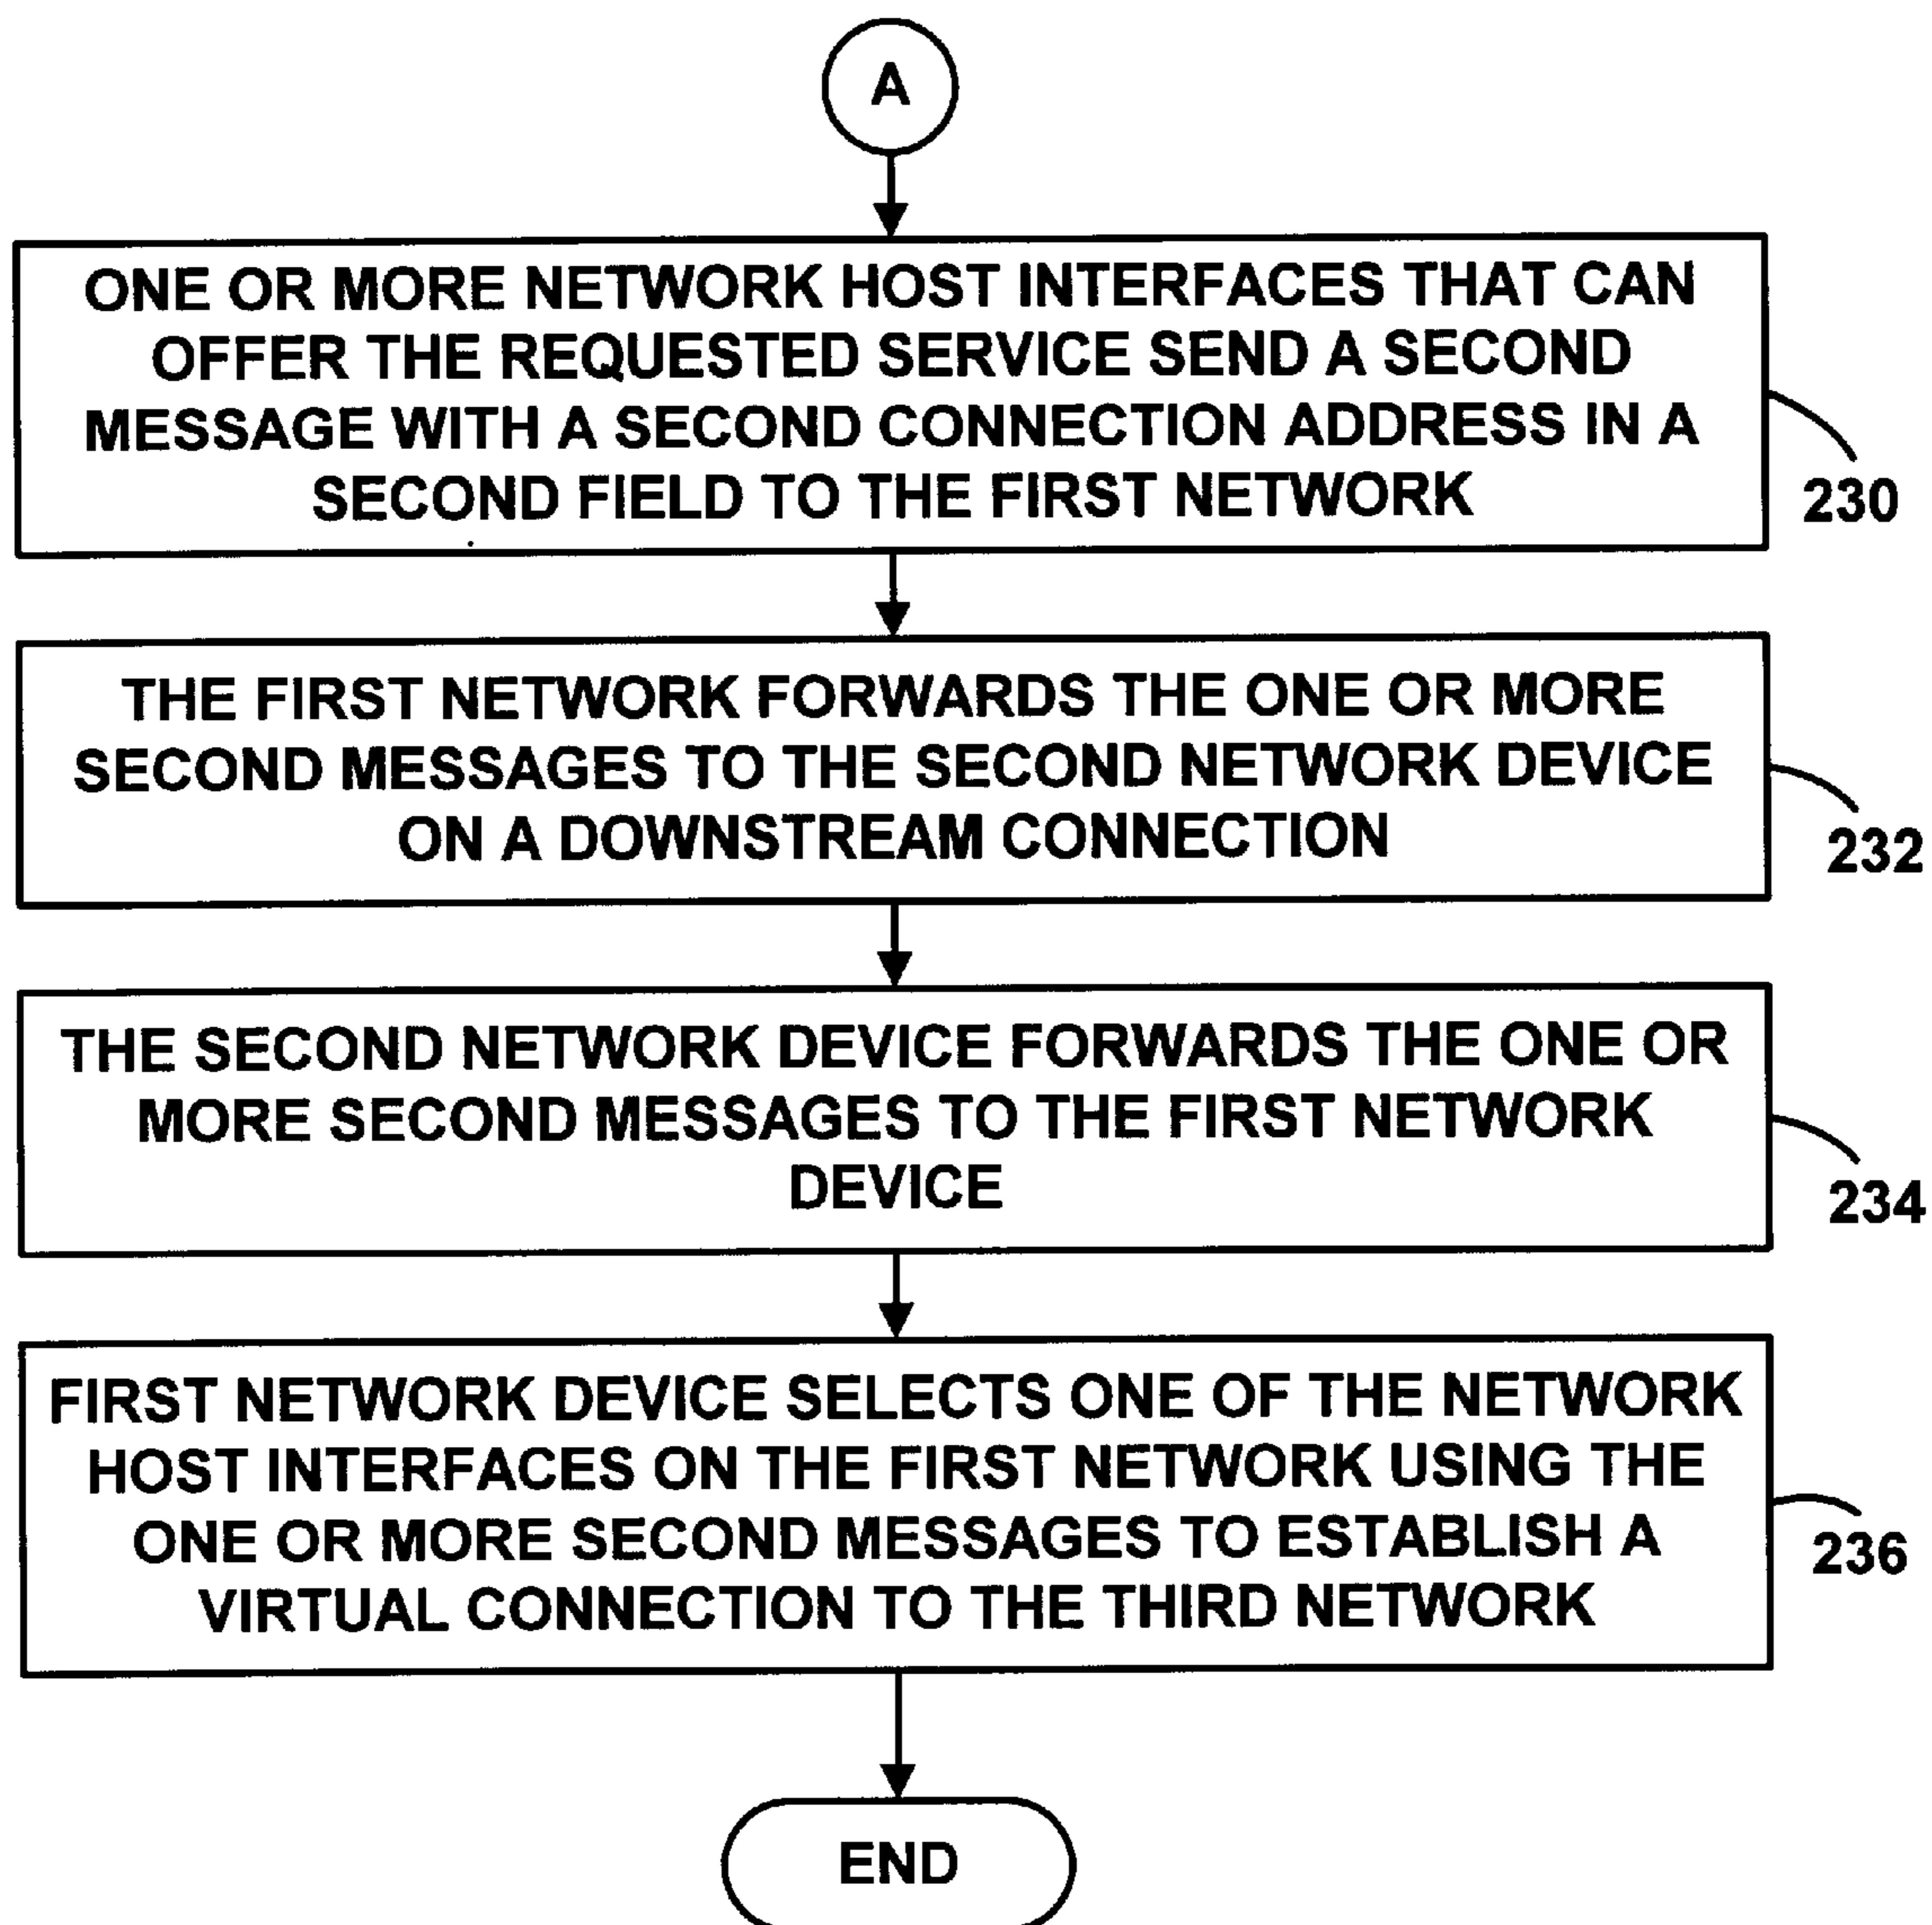 A
ONE OR MORE NETWORK HOST INTERFACES THAT CAN
OFFER THE REQUESTED SERVICE SEND A SECOND
MESSAGE WITH A SECOND CONNECTION ADDRESS IN A
SECOND FIELD TO THE FIRST NETWORK
230
THE FIRST NETWORK FORWARDS THE ONE OR MORE
SECOND MESSAGES TO THE SECOND NETWORK DEVICE
ON A DOWNSTREAM CONNECTION
232
THE SECOND NETWORK DEVICE FORWARDS THE ONE OR
MORE SECOND MESSAGES TO THE FIRST NETWORK
DEVICE
234
FIRST NETWORK DEVICE SELECTS ONE OF THE NETWORK
HOST INTERFACES ON THE FIRST NETWORK USING THE
ONE OR MORE SECOND MESSAGES TO ESTABLISH A
VIRTUAL CONNECTION TO THE THIRD NETWORK
236
END